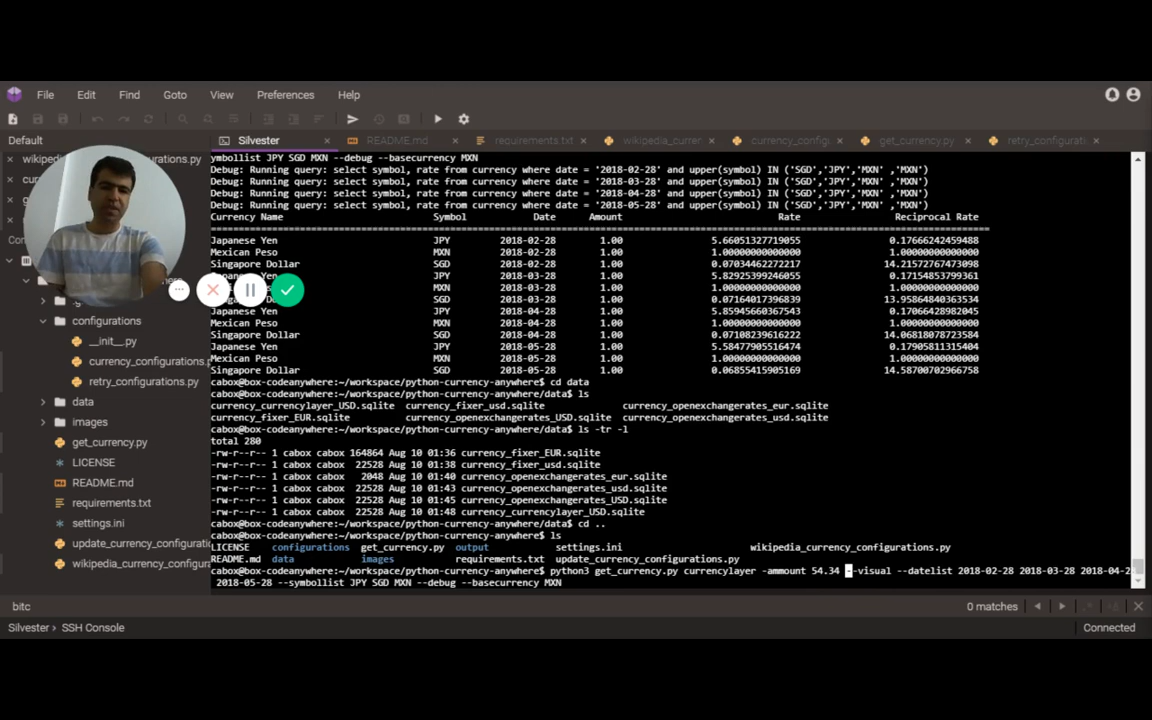 File Edit Find Goto View Preferences Help
Default
Silvester × README.md × requirements.txt × wikipedia_curren × currency_config × get_currency.py × retry_configurati ×
× wikipedia
configurations.py
× cur
configurations
__init__.py
currency_configurations.p
retry_configurations.py
data
images
get_currency.py
LICENSE
README.md
requirements.txt
settings.ini
update_currency_configurati
wikipedia_currency_configura
ymbollist JPY SGD MXN --debug --basecurrency MXN
Debug: Running query: select symbol, rate from currency where date = '2018-02-28' and upper(symbol) IN ('SGD','JPY','MXN' ,'MXN')
Debug: Running query: select symbol, rate from currency where date = '2018-03-28' and upper(symbol) IN ('SGD','JPY','MXN' ,'MXN')
Debug: Running query: select symbol, rate from currency where date = '2018-04-28' and upper(symbol) IN ('SGD','JPY','MXN' ,'MXN')
Debug: Running query: select symbol, rate from currency where date = '2018-05-28' and upper(symbol) IN ('SGD','JPY','MXN' ,'MXN')
Currency Name Symbol Date Amount Rate Reciprocal Rate
Japanese Yen JPY 2018-02-28 1.00 5.66051327719055 0.17666242459488
Mexican Peso MXN 2018-02-28 1.00 1.00000000000000 1.00000000000000
Singapore Dollar SGD 2018-02-28 1.00 0.07034462272217 14.21572767473098
Yen JPY 2018-03-28 1.00 5.82925399246055 0.17154853799361
MXN 2018-03-28 1.00 1.00000000000000 1.00000000000000
SGD 2018-03-28 1.00 0.07164017396839 13.95864840363534
Japanese Yen JPY 2018-04-28 1.00 5.85945660367543 0.17066428982045
Mexican Peso MXN 2018-04-28 1.00 1.00000000000000 1.00000000000000
Singapore Dollar SGD 2018-04-28 1.00 0.07108239616222 14.06818078723584
Japanese Yen JPY 2018-05-28 1.00 5.58477905516474 0.17905811315404
Mexican Peso MXN 2018-05-28 1.00 1.00000000000000 1.00000000000000
Singapore Dollar SGD 2018-05-28 1.00 0.06855415905169 14.58700702966758
cabox@box-codeanywhere:~/workspace/python-currency-anywhere$ cd data
cabox@box-codeanywhere:~/workspace/python-currency-anywhere/data$ ls
currency_currencylayer_USD.sqlite currency_fixer_usd.sqlite currency_openexchangerates_eur.sqlite
currency_fixer_EUR.sqlite currency_openexchangerates_USD.sqlite currency_openexchangerates_usd.sqlite
cabox@box-codeanywhere:~/workspace/python-currency-anywhere/data$ ls -tr -l
total 280
-rw-r--r-- 1 cabox cabox 164864 Aug 10 01:36 currency_fixer_EUR.sqlite
-rw-r--r-- 1 cabox cabox 22528 Aug 10 01:38 currency_fixer_usd.sqlite
-rw-r--r-- 1 cabox cabox 2048 Aug 10 01:40 currency_openexchangerates_eur.sqlite
-rw-r--r-- 1 cabox cabox 22528 Aug 10 01:43 currency_openexchangerates_usd.sqlite
-rw-r--r-- 1 cabox cabox 22528 Aug 10 01:45 currency_openexchangerates_USD.sqlite
-rw-r--r-- 1 cabox cabox 22528 Aug 10 01:48 currency_currencylayer_USD.sqlite
cabox@box-codeanywhere:~/workspace/python-currency-anywhere/data$ cd ..
cabox@box-codeanywhere:~/workspace/python-currency-anywhere$ ls
LICENSE configurations get_currency.py output settings.ini wikipedia_currency_configurations.py
README.md data images requirements.txt update_currency_configurations.py
cabox@box-codeanywhere:~/workspace/python-currency-anywhere$ python3 get_currency.py currencylayer -ammount 54.34 --visual --datelist 2018-02-28 2018-03-28 2018-04-28
2018-05-28 --symbollist JPY SGD MXN --debug --basecurrency MXN
bitc 0 matches
Silvester > SSH Console Connected